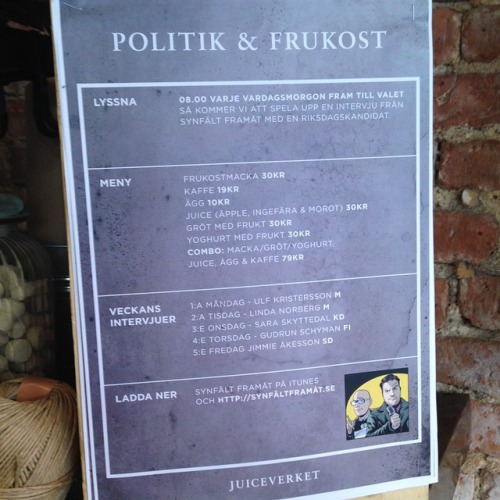 POLITIK & FRUKOST
LYSSNA
08.00 VARJE VARDAGSMORGON FRAM TILL VALET
SÅ KOMMER VI ATT SPELA UPP EN INTERVJU FRÅN
SYNFÄLT FRAMÅT MED EN RIKSDAGSKANDIDAT.
MENY
FRUKOSTMACKA 30KR
KAFFE 19KR
ÄGG 10KR
JUICE (ÄPPLE, INGEFÄRA & MOROT) 30KR
GRÖT MED FRUKT 30KR
YOGHURT MED FRUKT 30KR
COMBO: MACKA/GRÖT/YOGHURT,
JUICE, ÄGG & KAFFE 79KR
VECKANS
INTERVJUER
1:A MÅNDAG - ULF KRISTERSSON M
2:A TISDAG - LINDA NORBERG M
3:E ONSDAG - SARA SKYTTEDAL KD
4:E TORSDAG - GUDRUN SCHYMAN FI
5:E FREDAG JIMMIE ÅKESSON SD
LADDA NER
SYNFÄLT FRAMÅT PÅ ITUNES
OCH HTTP://SYNFÄLTFRAMÅT.SE
JUICEVERKET